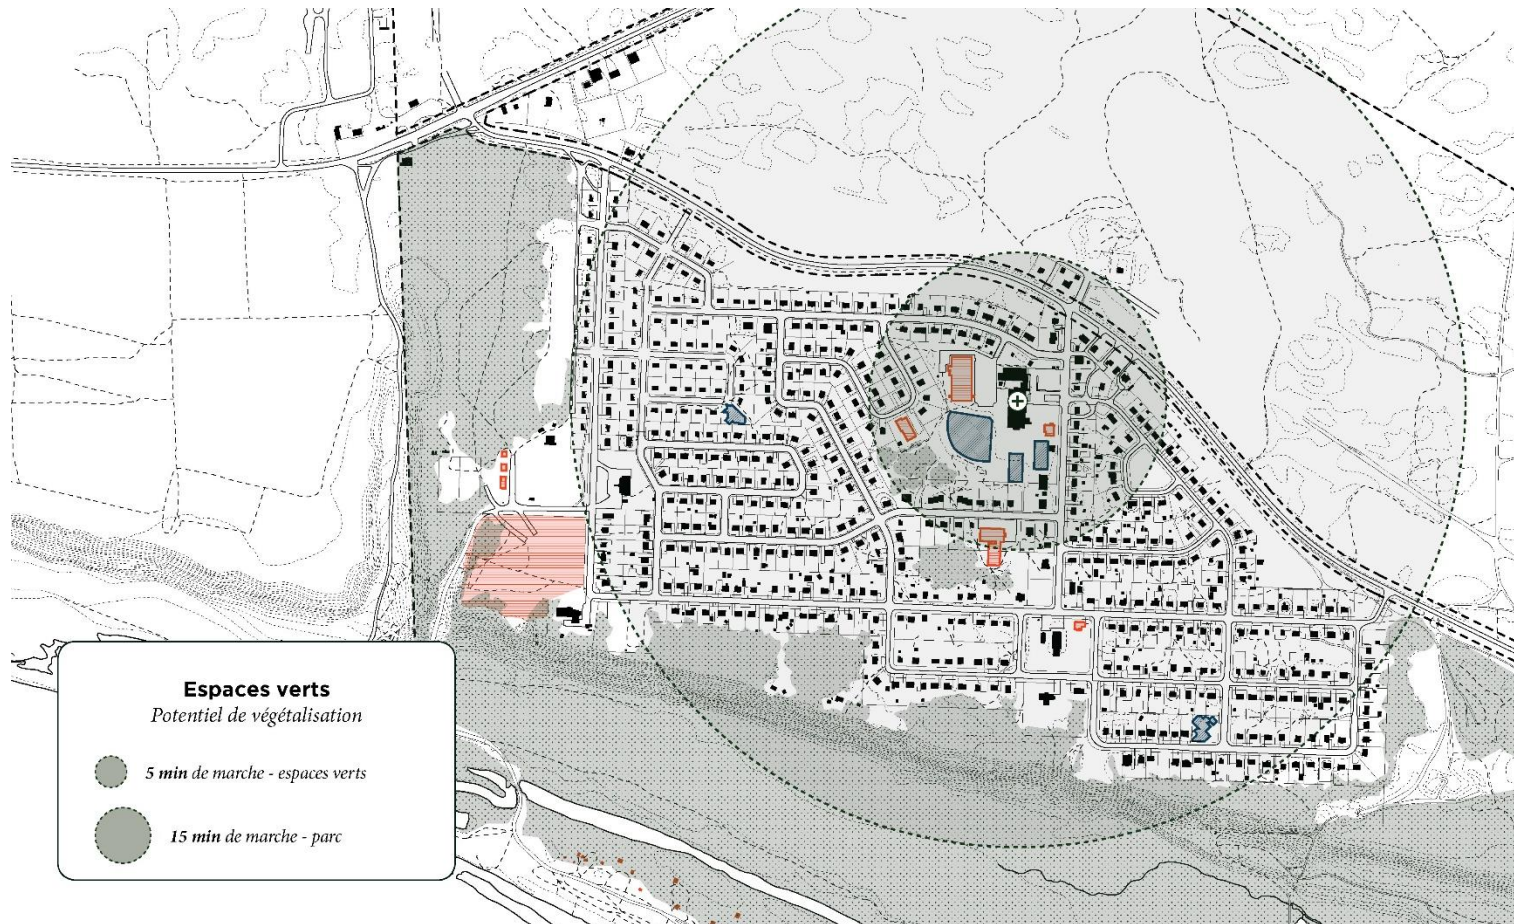 Espaces verts
Potentiel de végétalisation
5 min de marche - espaces verts
15 min de marche - parc